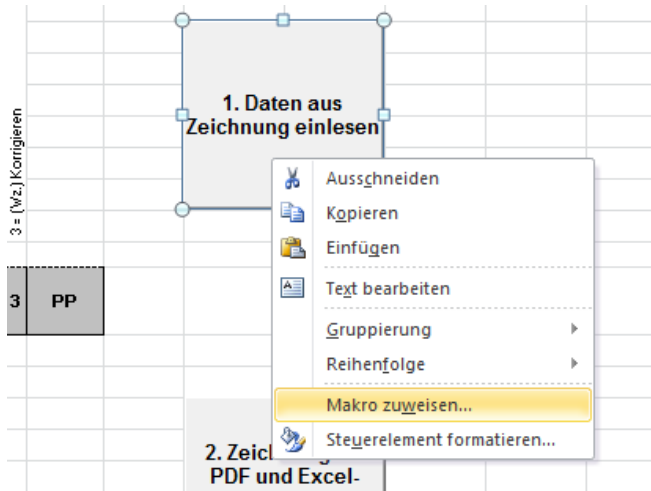 1. Daten aus
Zeichnung einlesen
3 = (Wz.) Korrigieren
Ausschneiden
Kopieren
Einfügen
Text bearbeiten
Gruppierung
Reihenfolge
Makro zuweisen...
Steuerelement formatieren...
3 PP
2.
PDF und Excel-